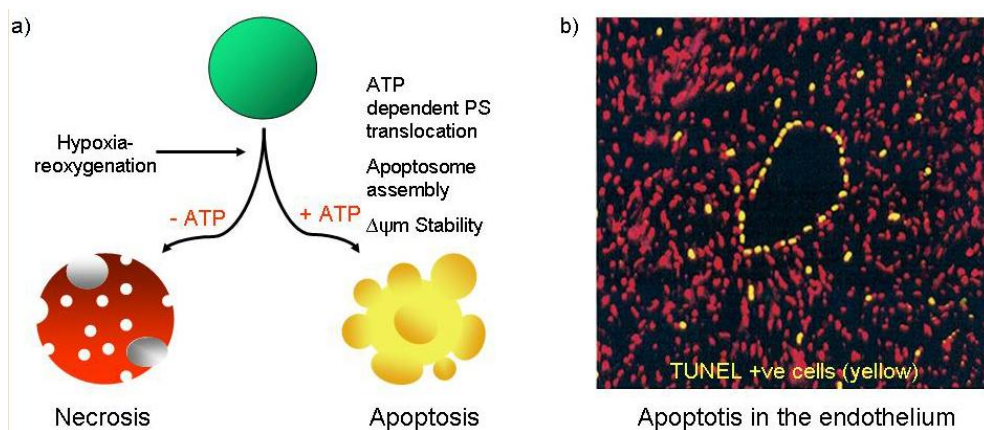 a)
ATP
dependent PS
translocation
Hypoxia-
reoxygenation
Apoptosome
assembly
- ATP
+ ATP
Δψm Stability
Necrosis
Apoptosis
b)
TUNEL +ve cells (yellow)
Apoptotis in the endothelium